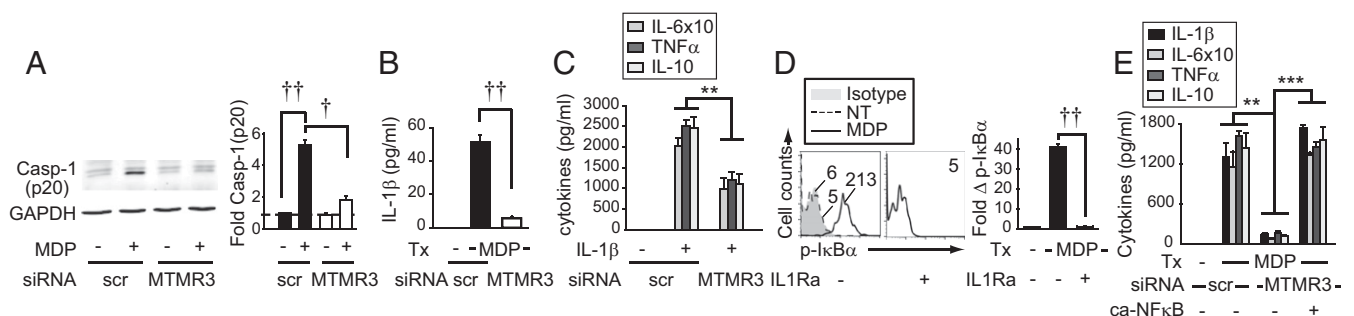 A
Casp-1
(p20)
GAPDH
MDP - + - +
siRNA scr MTMR3
Fold Casp-1(p20)
6
4
2
0
†† †
- + - +
scr MTMR3
B
IL-1β (pg/ml)
60
40
20
0
††
Tx - -MDP-
siRNA scr MTMR3
C
IL-6x10
TNFα
IL-10
cytokines (pg/ml)
3000
2500
2000
1500
1000
500
0
**
IL-1β - + +
siRNA scr MTMR3
D
Isotype
NT
MDP
Cell counts
6
213
5
5
p-IκBα
IL1Ra - +
Fold Δ p-IκBα
40
30
20
10
0
††
Tx - -MDP-
IL1Ra - - +
E
IL-1β
IL-6x10
TNFα
IL-10
Cytokines (pg/ml)
1800
1200
600
0
** ***
Tx - MDP
siRNA -scr- -MTMR3-
ca-NFκB - - - +